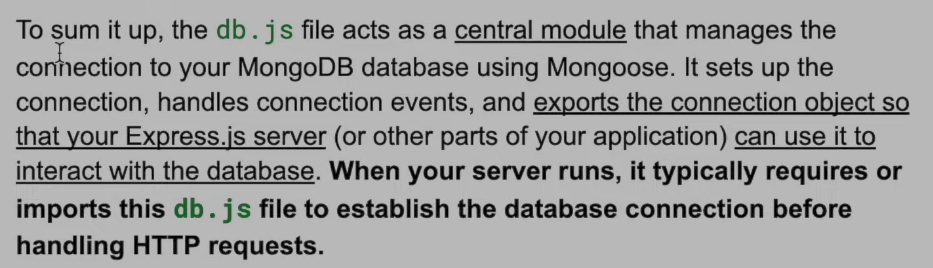 To sum it up, the db.js file acts as a central module that manages the
connection to your MongoDB database using Mongoose. It sets up the
connection, handles connection events, and exports the connection object so
that your Express.js server (or other parts of your application) can use it to
interact with the database. When your server runs, it typically requires or
imports this db.js file to establish the database connection before
handling HTTP requests.